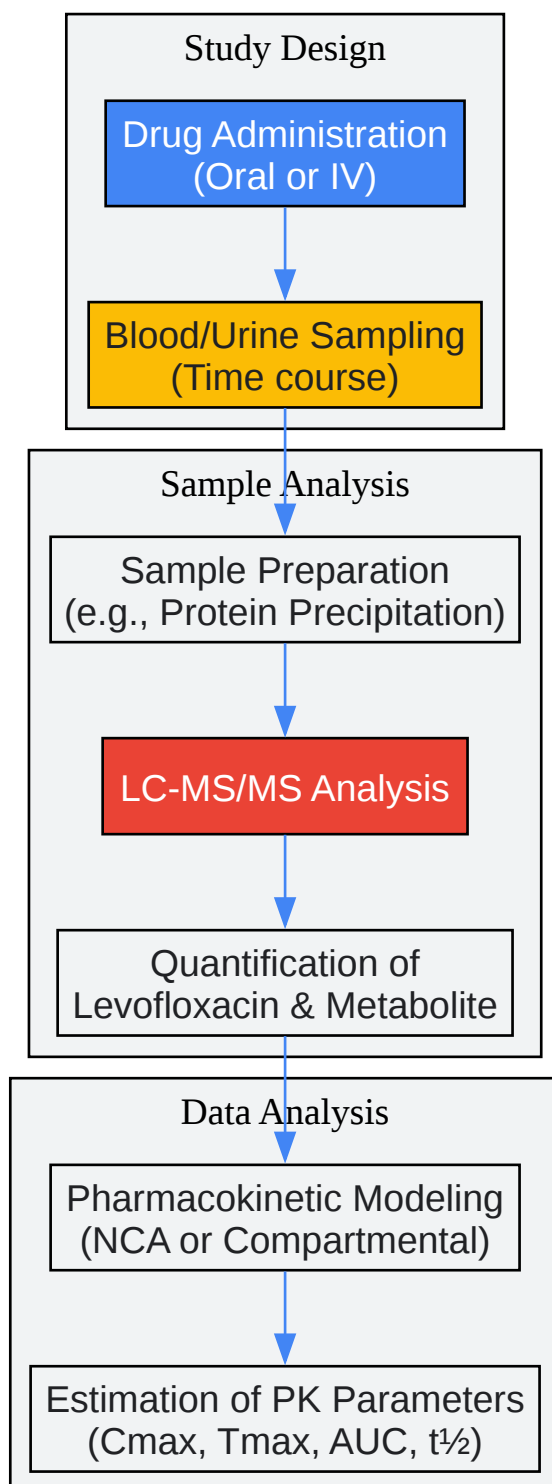 Study Design
Drug Administration
(Oral or IV)
Blood/Urine Sampling
(Time course)
Sample Analysis
Sample Preparation
(e.g., Protein Precipitation)
LC-MS/MS Analysis
Quantification of
Levofloxacin & Metabolite
Data Analysis
Pharmacokinetic Modeling
(NCA or Compartmental)
Estimation of PK Parameters
(Cmax, Tmax, AUC, t½)